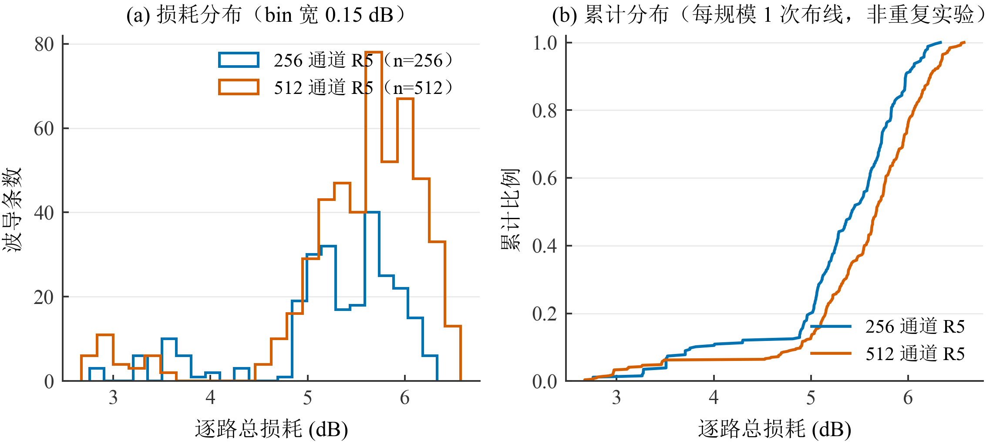 (a) 损耗分布（bin 宽 0.15 dB）
80
60
40
20
0
3 4 5 6
波导条数
逐路总损耗 (dB)
256 通道 R5（n=256）
512 通道 R5（n=512）
(b) 累计分布（每规模 1 次布线，非重复实验）
1.0
0.8
0.6
0.4
0.2
0.0
3 4 5 6
累计比例
逐路总损耗 (dB)
256 通道 R5
512 通道 R5